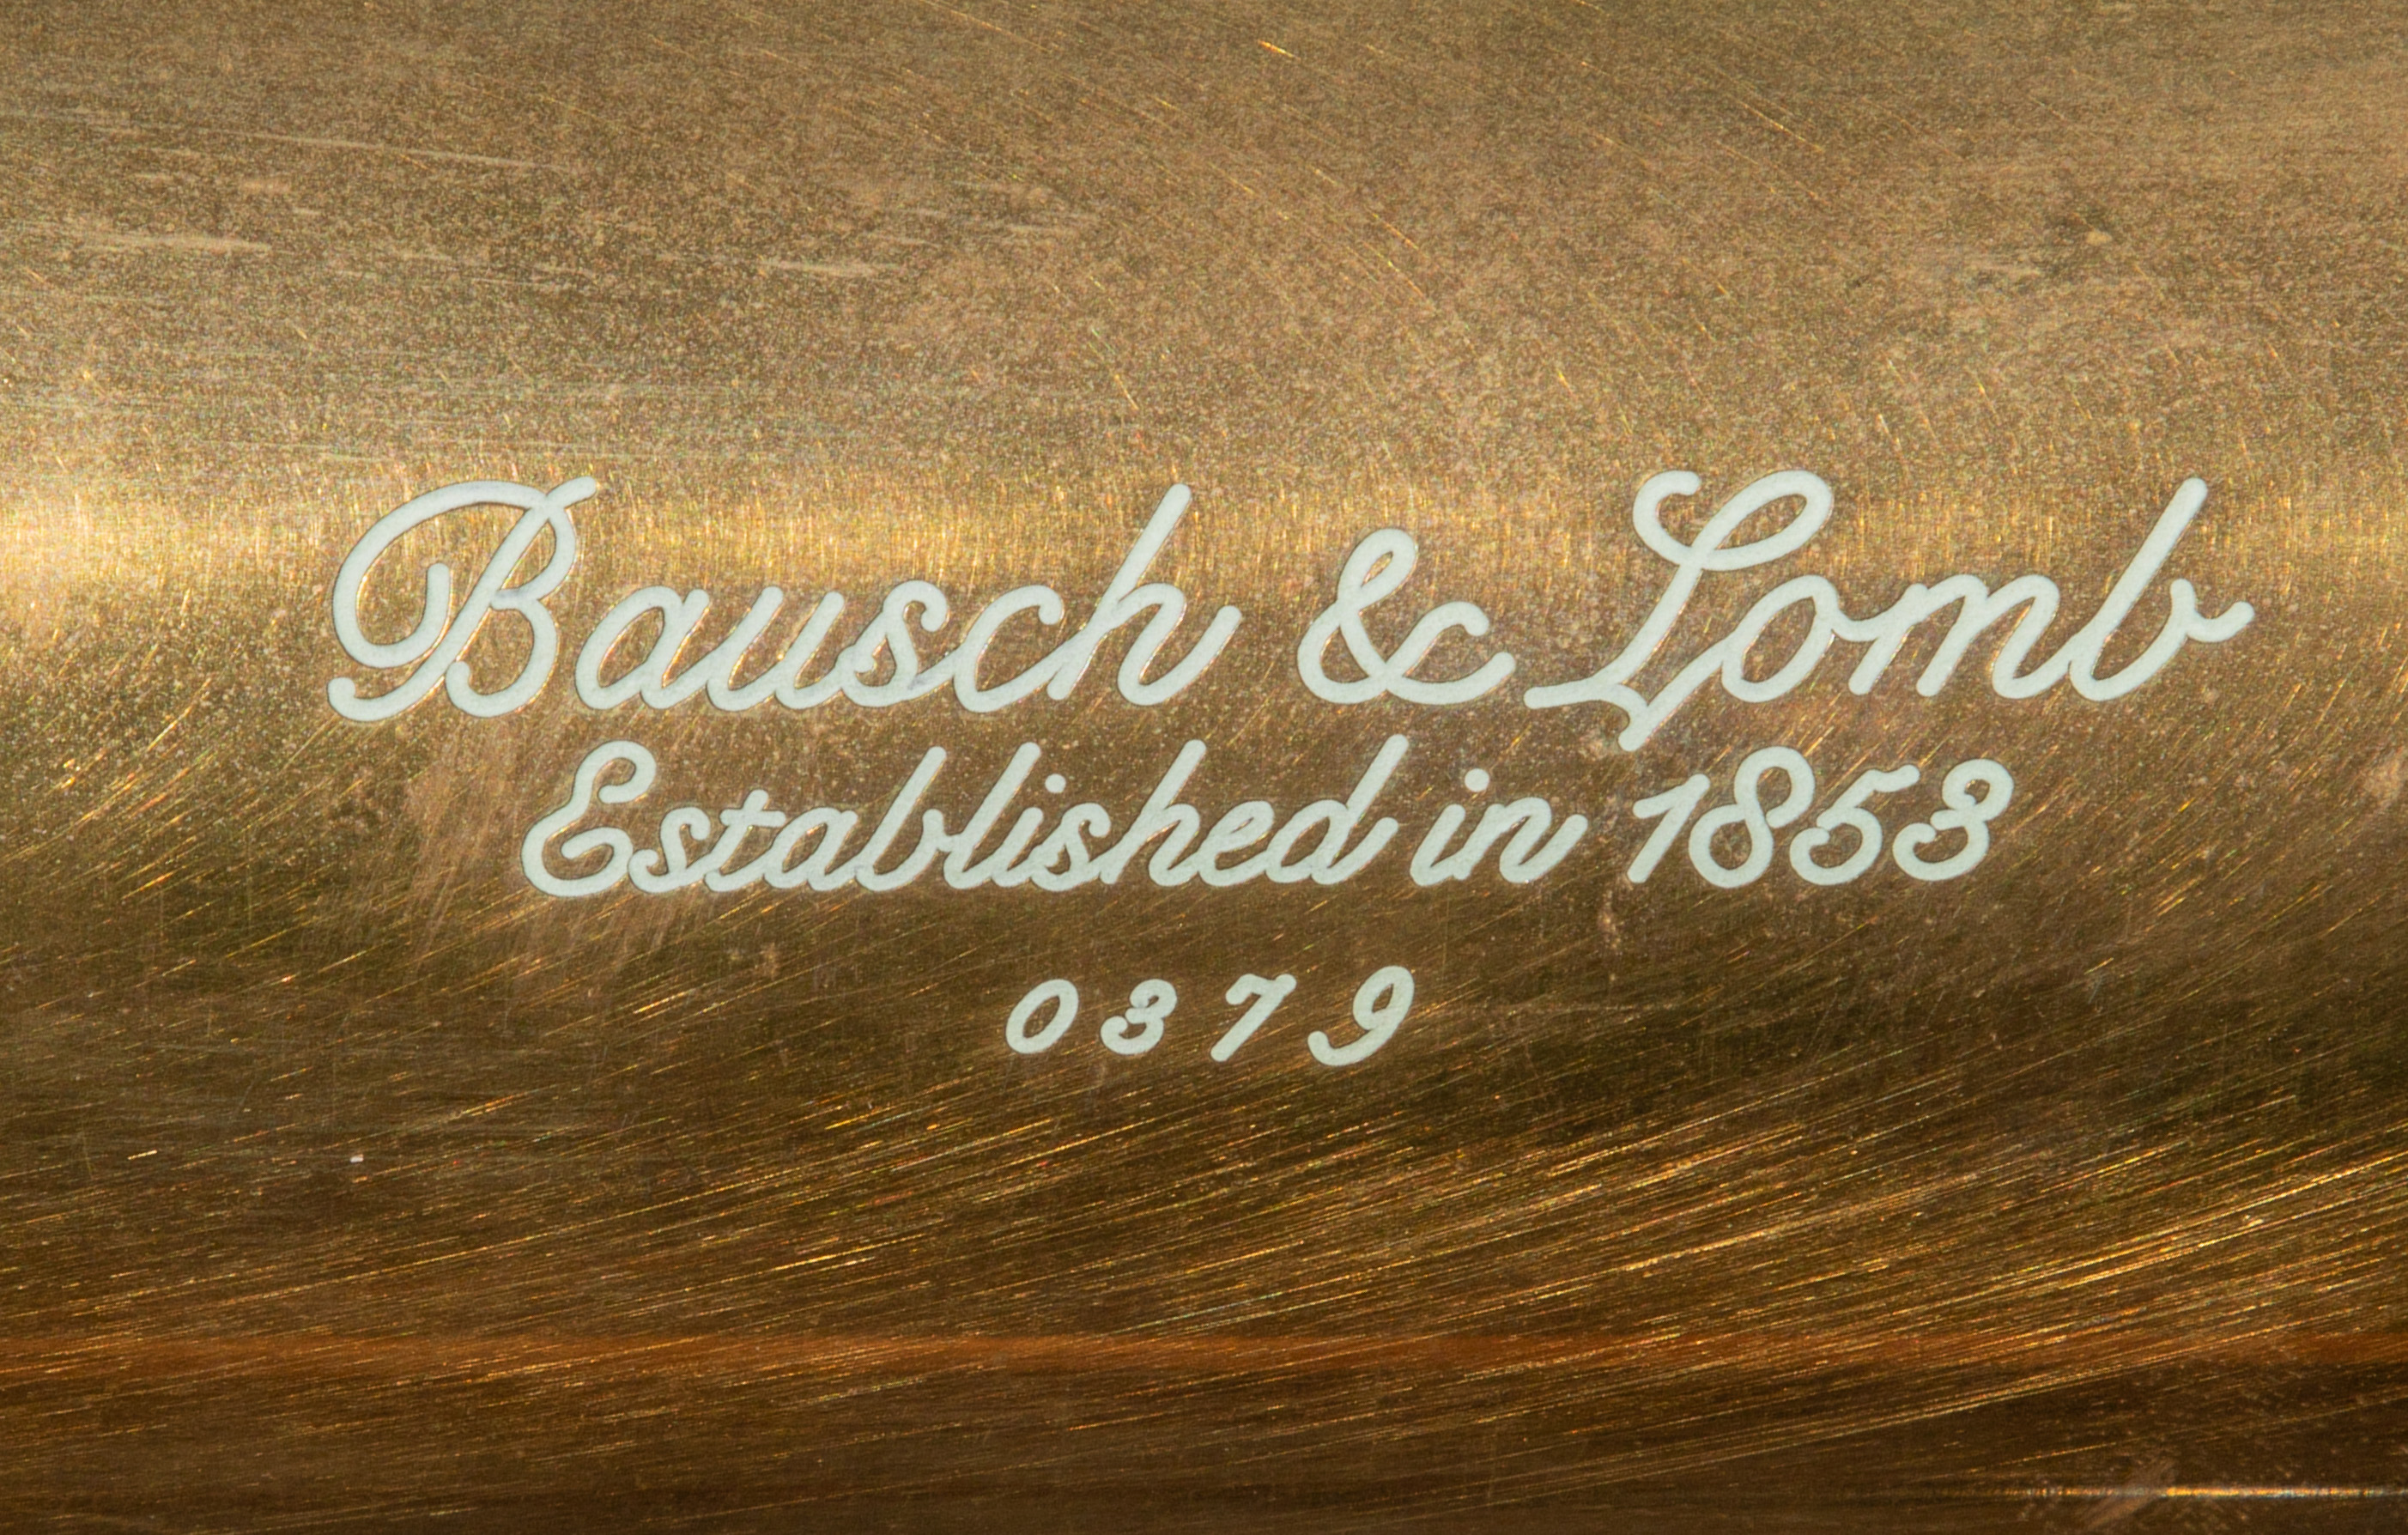 Bausch & Lomb
Established in 1853
0379